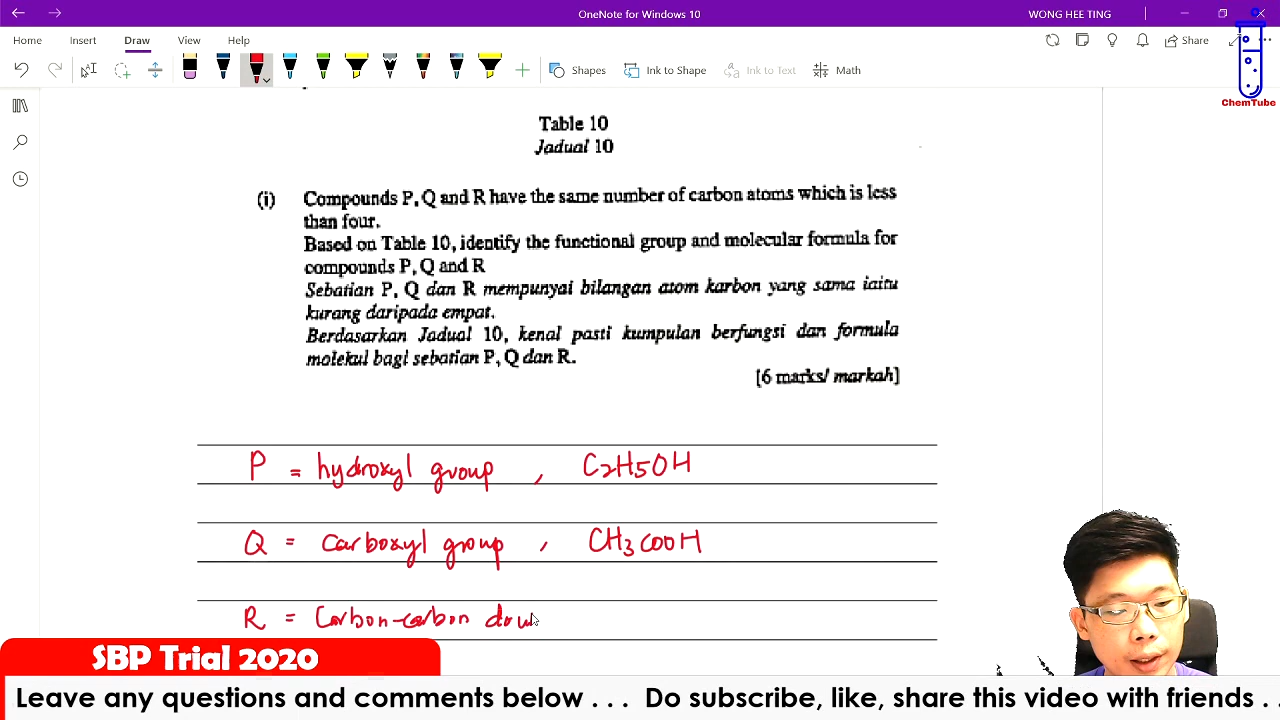 OneNote for Windows 10
WONG HEE TING
Home Insert Draw View Help
Share
Shapes Ink to Shape Ink to Text Math
ChemTube
Table 10
Jadual 10
(i) Compounds P, Q and R have the same number of carbon atoms which is less
than four.
Based on Table 10, identify the functional group and molecular formula for
compounds P, Q and R
Sebatian P, Q dan R mempunyai bilangan atom karbon yang sama iaitu
kurang daripada empat.
Berdasarkan Jadual 10, kenal pasti kumpulan berfungsi dan formula
molekul bagi sebatian P, Q dan R.
[6 marks/ markah]
P = hydroxyl group , C2H5OH
Q = carboxyl group , CH3COOH
R = Carbon-carbon dou
SBP Trial 2020
Leave any questions and comments below . . . Do subscribe, like, share this video with friends . .